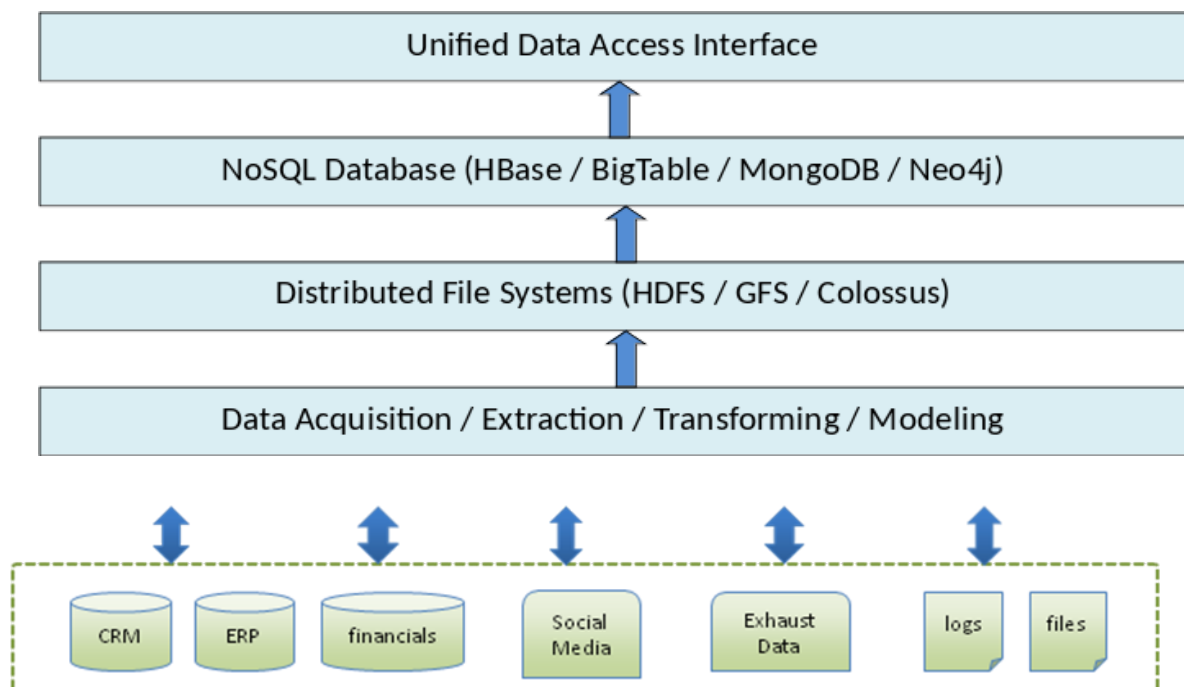 Unified Data Access Interface
NoSQL Database (HBase / BigTable / MongoDB / Neo4j)
Distributed File Systems (HDFS / GFS / Colossus)
Data Acquisition / Extraction / Transforming / Modeling
CRM
ERP
financials
Social
Media
Exhaust
Data
logs
files